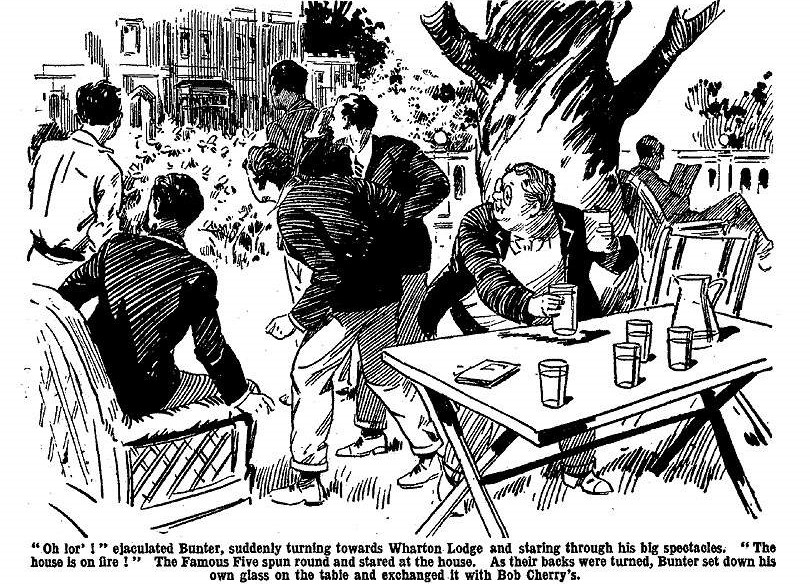 "Oh lor' ! " ejaculated Bunter, suddenly turning towards Wharton Lodge and staring through his big spectacles. "The
house is on fire ! " The Famous Five spun round and stared at the house. As their backs were turned, Bunter set down his
own glass on the table and exchanged it with Bob Cherry's.